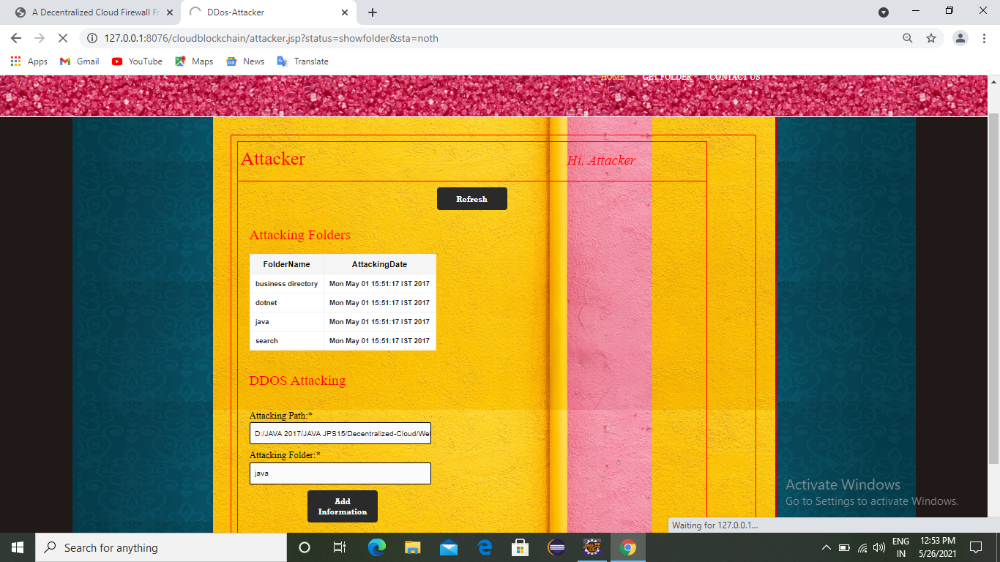 A Decentralized Cloud Firewall Fr
DDos-Attacker
127.0.0.1:8076/cloudblockchain/attacker.jsp?status=showfolder&sta=noth
Apps Gmail YouTube Maps News Translate
HOME GET FOLDER CONTACT US
Attacker
Hi, Attacker
Refresh
Attacking Folders
FolderName AttackingDate
business directory Mon May 01 15:51:17 IST 2017
dotnet Mon May 01 15:51:17 IST 2017
java Mon May 01 15:51:17 IST 2017
search Mon May 01 15:51:17 IST 2017
DDOS Attacking
Attacking Path:*
D:/JAVA 2017/JAVA JPS15/Decentralized-Cloud/We
Attacking Folder:*
java
Add
Information
Activate Windows
Go to Settings to activate Windows.
Waiting for 127.0.0.1...
Search for anything
Java EE
IDE
ENG
IN
12:53 PM
5/26/2021